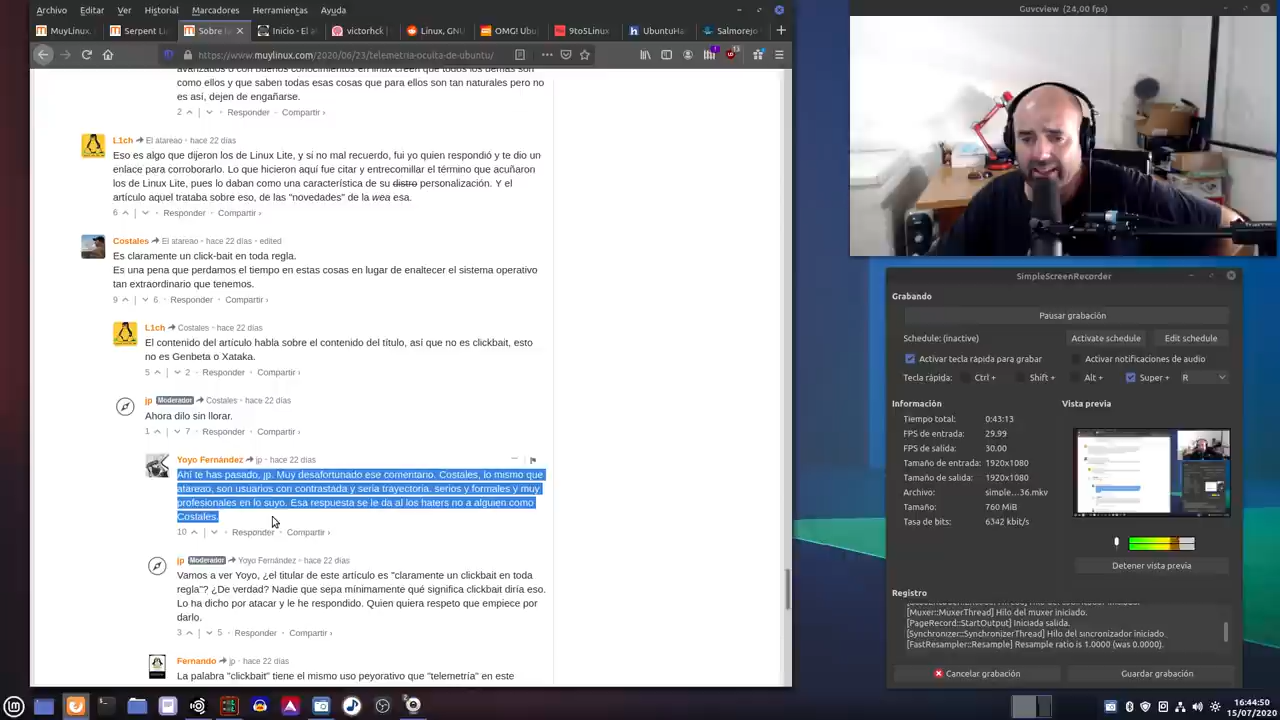 Archivo Editar Ver Historial Marcadores Herramientas Ayuda
MuyLinux. Serpent Li Sobre l Inicio - El a victorhck Linux, GN OMG! Ubu 9to5Linux UbuntuH Salmorejo
https://www.muylinux.com/2020/06/23/telemetria-oculta-de-ubuntu/
como ellos y que saben todas esas cosas que para ellos son tan naturales pero no
es así, dejen de engañarse.
2 Responder · Compartir ›
L1ch El atareao · hace 22 días
Eso es algo que dijeron los de Linux Lite, y si no mal recuerdo, fui yo quien respondió y te dio un
enlace para corroborarlo. Lo que hicieron aquí fue citar y entrecomillar el término que acuñaron
los de Linux Lite, pues lo daban como una característica de su distro personalización. Y el
artículo aquel trataba sobre eso, de las "novedades" de la wea esa.
6 Responder · Compartir ›
Costales El atareao · hace 22 días · edited
Es claramente un click-bait en toda regla.
Es una pena que perdamos el tiempo en estas cosas en lugar de enaltecer el sistema operativo
tan extraordinario que tenemos.
9 6 · Responder · Compartir ›
L1ch Costales · hace 22 días
El contenido del artículo habla sobre el contenido del título, así que no es clickbait, esto
no es Genbeta o Xataka.
5 2 · Responder · Compartir ›
jp Moderador Costales · hace 22 días
Ahora dilo sin llorar.
1 7 · Responder · Compartir ›
Yoyo Fernández jp · hace 22 días
Ahí te has pasado, jp. Muy desafortunado ese comentario. Costales, lo mismo que
atareao, son usuarios con contrastada y seria trayectoria. serios y formales y muy
profesionales en lo suyo. Esa respuesta se le da al los haters no a alguien como
Costales.
10 · Responder · Compartir ›
jp Moderador Yoyo Fernández · hace 22 días
Vamos a ver Yoyo, ¿el titular de este artículo es "claramente un clickbait en toda
regla"? ¿De verdad? Nadie que sepa mínimamente qué significa clickbait diría eso.
Lo ha dicho por atacar y le he respondido. Quien quiera respeto que empiece por
darlo.
3 5 · Responder · Compartir ›
Fernando jp · hace 22 días
La palabra "clickbait" tiene el mismo uso peyorativo que "telemetría" en este
Guvcview (24,00 fps)
SimpleScreenRecorder
Grabando
Pausar grabación
Schedule: (inactive) Activate schedule Edit schedule
Activar tecla rápida para grabar Activar notificaciones de audio
Tecla rápida: Ctrl + Shift + Alt + Super + R
Información Vista previa
Tiempo total: 0:43:13
FPS de entrada: 29.99
FPS de salida: 30.00
Tamaño de entrada: 1920x1080
Tamaño de salida: 1920x1080
Archivo: simple...36.mkv
Tamaño: 760 MiB
Tasa de bits: 6342 kbit/s
Detener vista previa
Registro
[Muxer::MuxerThread] Hilo del muxer iniciado.
[PageRecord::StartOutput] Iniciada salida.
[Synchronizer::SynchronizerThread] Hilo del sincronizador iniciado.
[FastResampler::Resample] Resample ratio is 1.0000 (was 0.0000).
Cancelar grabación Guardar grabación
16:44:50
15/07/2020